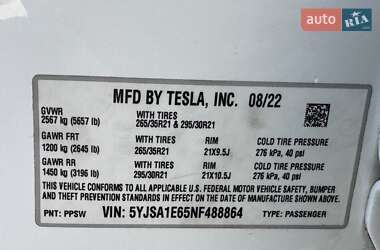 auto RIA
MFD BY TESLA, INC. 08/22
GVWR WITH TIRES
2567 kg (5657 lb) 265/35R21 & 295/30R21
GAWR FRT WITH TIRES RIM COLD TIRE PRESSURE
1200 kg (2645 lb) 265/35R21 21X9.5J 276 kPa, 40 psi
GAWR RR WITH TIRES RIM COLD TIRE PRESSURE
1450 kg (3196 lb) 295/30R21 21X10.5J 276 kPa, 40 psi
THIS VEHICLE CONFORMS TO ALL APPLICABLE U.S. FEDERAL MOTOR VEHICLE SAFETY, BUMPER,
AND THEFT PREVENTION STANDARDS IN EFFECT ON THE DATE OF MANUFACTURE SHOWN ABOVE.
PNT: PPSW VIN: 5YJSA1E65NF488864 TYPE: PASSENGER